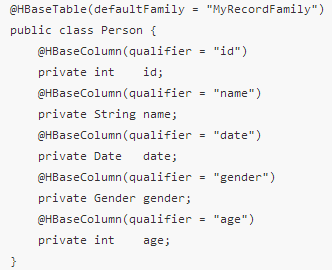 @HBaseTable(defaultFamily = "MyRecordFamily")
public class Person {
    @HBaseColumn(qualifier = "id")
    private int    id;
    @HBaseColumn(qualifier = "name")
    private String name;
    @HBaseColumn(qualifier = "date")
    private Date   date;
    @HBaseColumn(qualifier = "gender")
    private Gender gender;
    @HBaseColumn(qualifier = "age")
    private int    age;
}